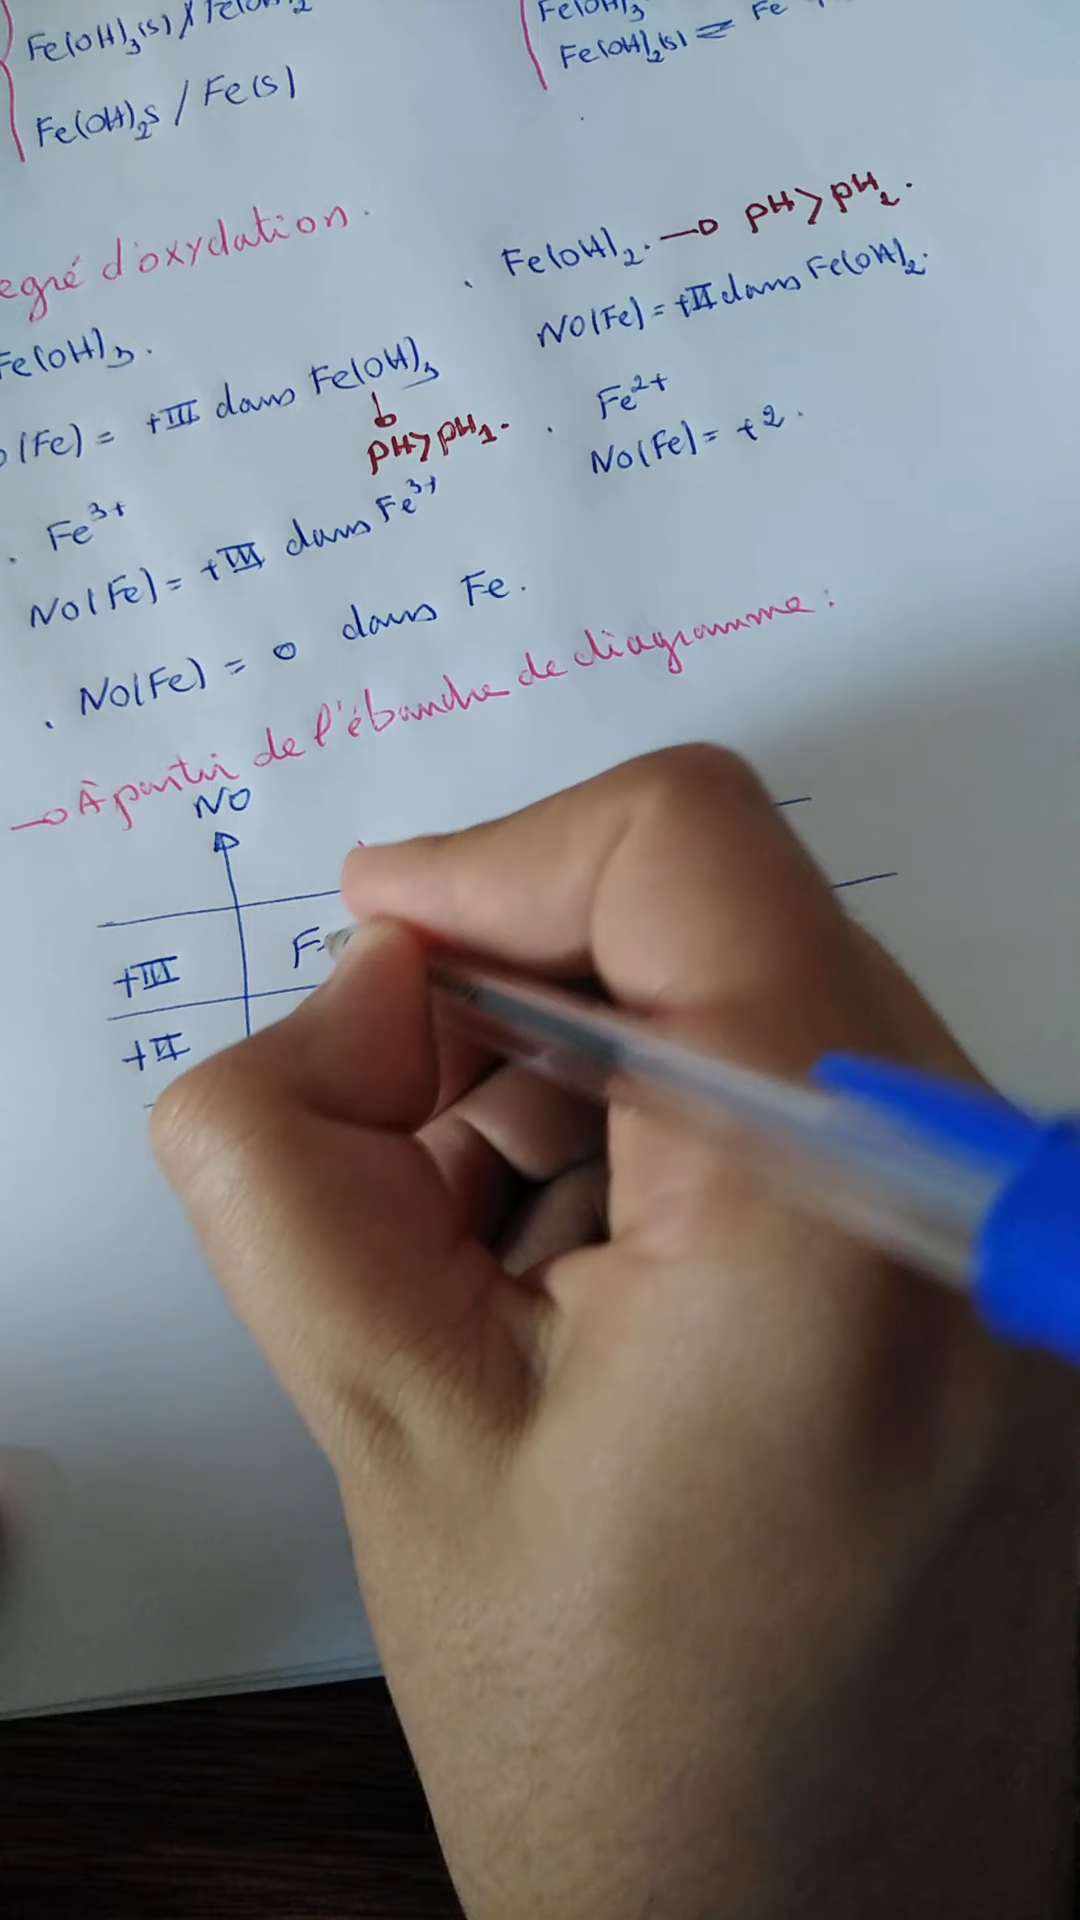 Fe(OH)₃(s) /
Fe(OH)₂s / Fe(s)
Fe(OH)₃
Fe(OH)₂(s) ⇌ Fe
egré d'oxydation.
Fe(OH)₃.
o(Fe) = +III dans Fe(OH)₃
pH>pH₁.
. Fe³⁺
No(Fe) = +III dans Fe³⁺
. No(Fe) = 0 dans Fe.
. Fe(OH)₂. → pH>pH₂.
No(Fe) = +II dans Fe(OH)₂.
. Fe²⁺
No(Fe) = +2.
→ À partir de l'ébauche de diagramme :
NO
+III
F
+II